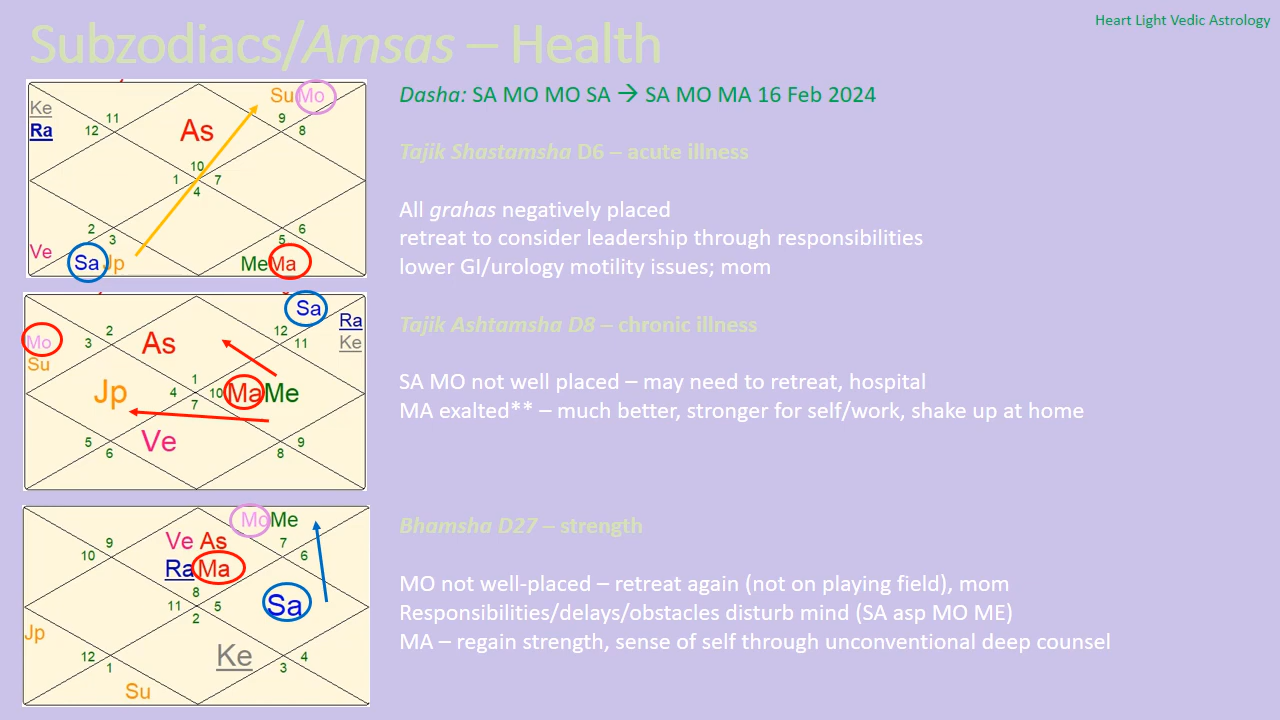 Heart Light Vedic Astrology
Subzodiacs/Amsas – Health
Ke
Ra
11
12
As
Su Mo
9
8
10
1
7
4
2
3
6
5
Ve
Sa Jp
Me Ma
Dasha: SA MO MO SA → SA MO MA 16 Feb 2024
Tajik Shastamsha D6 – acute illness
All grahas negatively placed
retreat to consider leadership through responsibilities
lower GI/urology motility issues; mom
Sa
Ra
Ke
Mo
Su
2
3
As
12
11
1
Jp
4
10
Ma Me
7
Ve
5
6
9
8
Tajik Ashtamsha D8 – chronic illness
SA MO not well placed – may need to retreat, hospital
MA exalted** – much better, stronger for self/work, shake up at home
Mo Me
9
10
Ve As
Ra Ma
7
6
8
11
5
2
Sa
Jp
Ke
12
1
4
3
Su
Bhamsha D27 – strength
MO not well-placed – retreat again (not on playing field), mom
Responsibilities/delays/obstacles disturb mind (SA asp MO ME)
MA – regain strength, sense of self through unconventional deep counsel